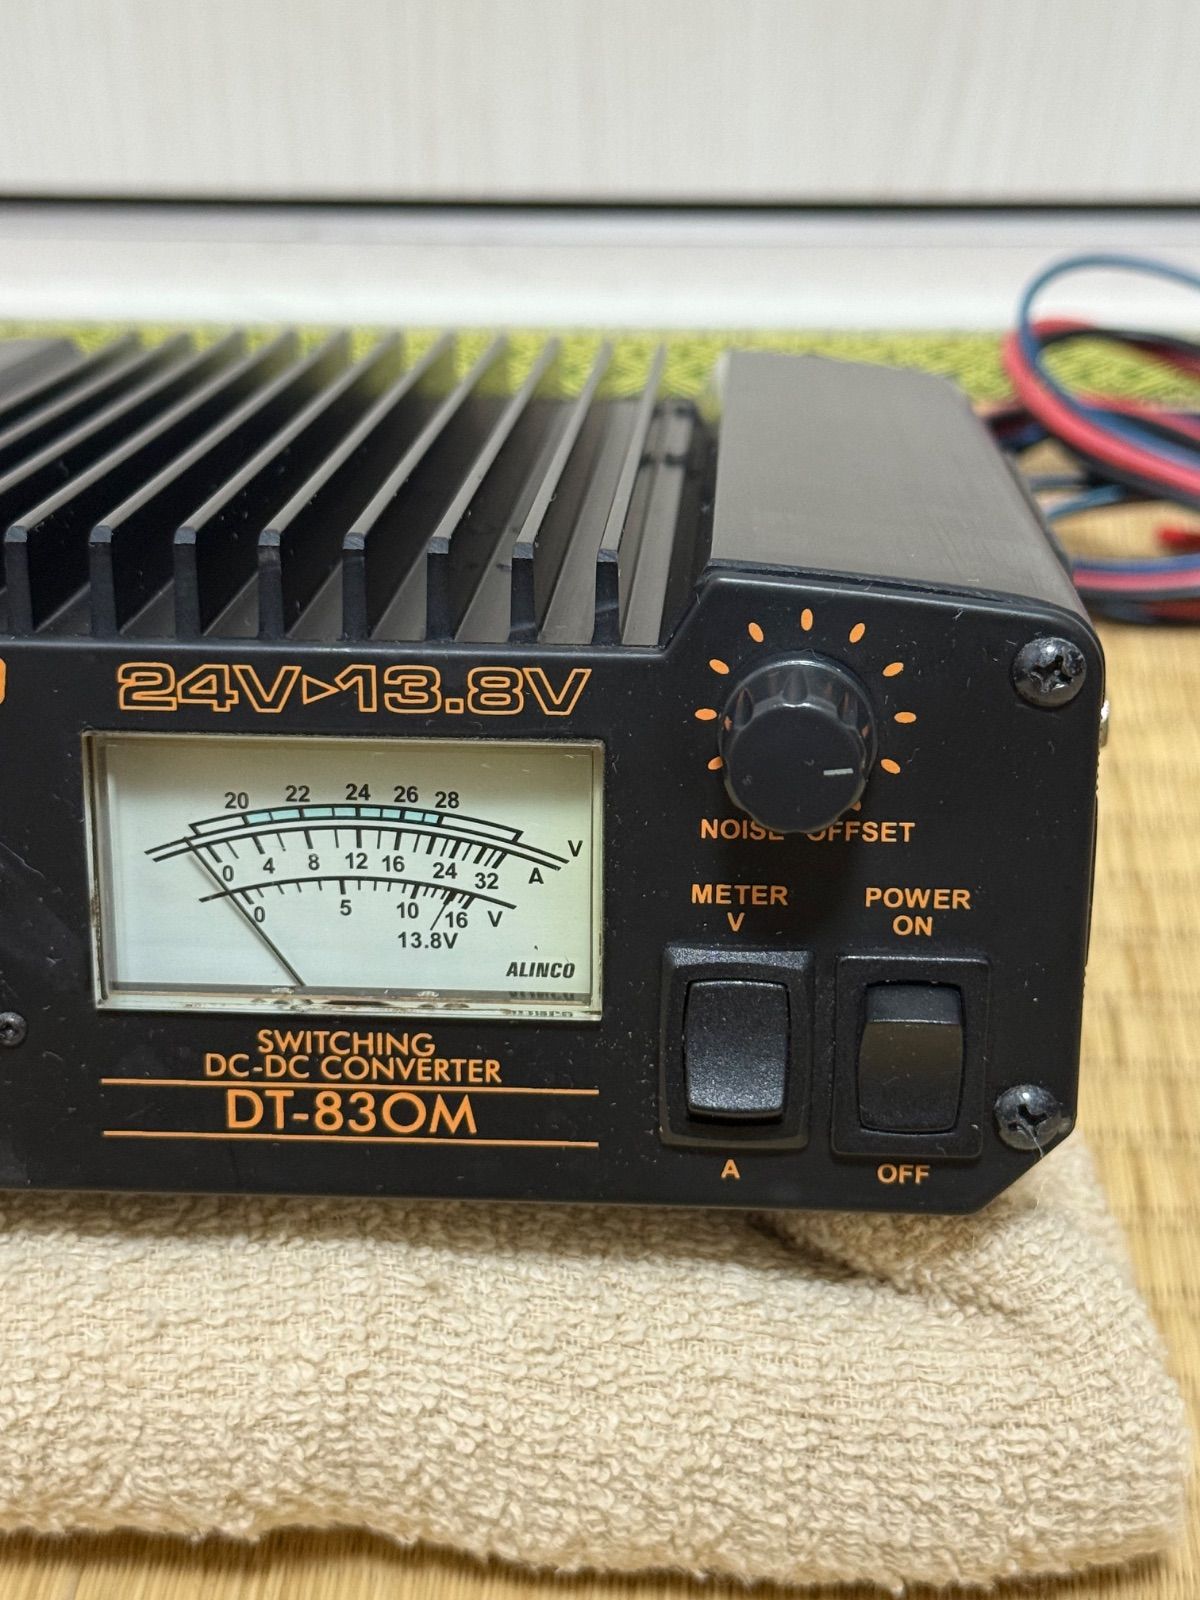 24V▷13.8V
20 22 24 26 28
V
0 4 8 12 16 24 32 A
0 5 10 16 V
13.8V
ALINCO
SWITCHING
DC-DC CONVERTER
DT-830M
NOISE OFFSET
METER
V
A
POWER
ON
OFF